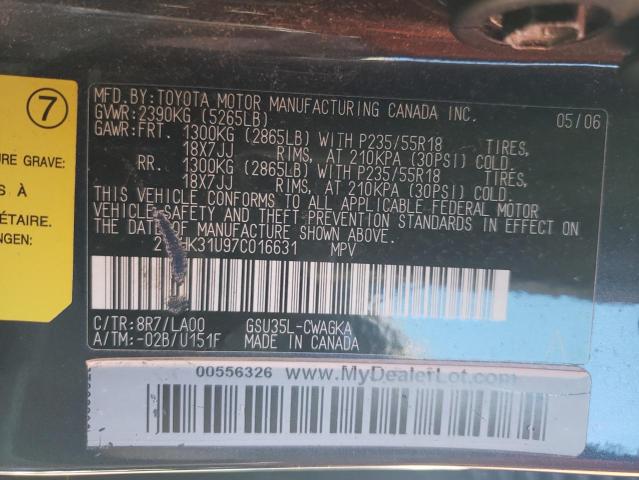 MFD.BY:TOYOTA MOTOR MANUFACTURING CANADA INC. 05/06
GVWR:2390KG (5265LB)
GAWR:FRT. 1300KG (2865LB) WITH P235/55R18 TIRES,
18X7JJ RIMS, AT 210KPA (30PSI) COLD.
RR. 1300KG (2865LB) WITH P235/55R18 TIRES,
18X7JJ RIMS, AT 210KPA (30PSI) COLD.
THIS VEHICLE CONFORMS TO ALL APPLICABLE FEDERAL MOTOR
VEHICLE SAFETY AND THEFT PREVENTION STANDARDS IN EFFECT ON
THE DATE OF MANUFACTURE SHOWN ABOVE.
HK31U97C016631 MPV
C/TR:8R7/LA00 GSU35L-CWAGKA
A/TM:-02B/U151F MADE IN CANADA
A
00556326 www.MyDealerLot.com
7
URE GRAVE:
S À
ÉTAIRE.
NGEN: